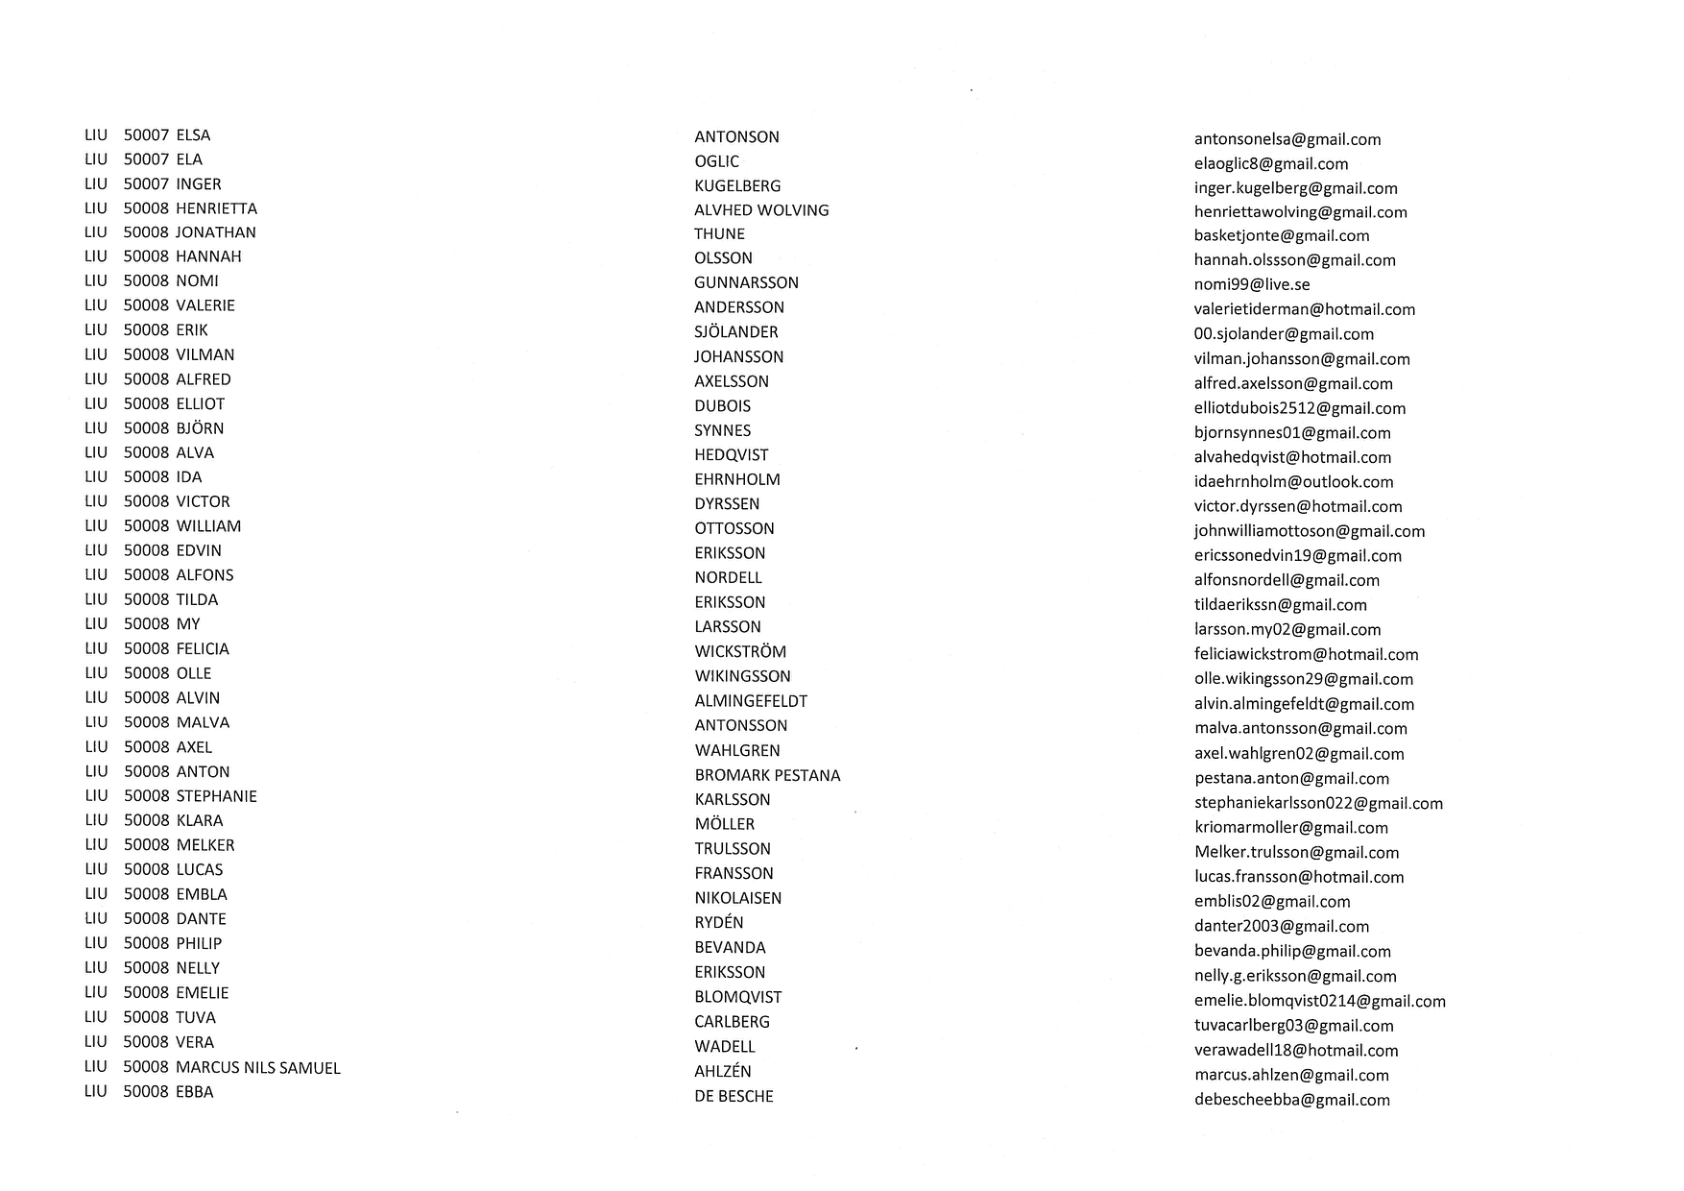 LIU 50007 ELSA ANTONSON antonsonelsa@gmail.com
LIU 50007 ELA OGLIC elaoglic8@gmail.com
LIU 50007 INGER KUGELBERG inger.kugelberg@gmail.com
LIU 50008 HENRIETTA ALVHED WOLVING henriettawolving@gmail.com
LIU 50008 JONATHAN THUNE basketjonte@gmail.com
LIU 50008 HANNAH OLSSON hannah.olssson@gmail.com
LIU 50008 NOMI GUNNARSSON nomi99@live.se
LIU 50008 VALERIE ANDERSSON valerietiderman@hotmail.com
LIU 50008 ERIK SJÖLANDER 00.sjolander@gmail.com
LIU 50008 VILMAN JOHANSSON vilman.johansson@gmail.com
LIU 50008 ALFRED AXELSSON alfred.axelsson@gmail.com
LIU 50008 ELLIOT DUBOIS elliotdubois2512@gmail.com
LIU 50008 BJÖRN SYNNES bjornsynnes01@gmail.com
LIU 50008 ALVA HEDQVIST alvahedqvist@hotmail.com
LIU 50008 IDA EHRNHOLM idaehrnholm@outlook.com
LIU 50008 VICTOR DYRSSEN victor.dyrssen@hotmail.com
LIU 50008 WILLIAM OTTOSSON johnwilliamottoson@gmail.com
LIU 50008 EDVIN ERIKSSON ericssonedvin19@gmail.com
LIU 50008 ALFONS NORDELL alfonsnordell@gmail.com
LIU 50008 TILDA ERIKSSON tildaerikssn@gmail.com
LIU 50008 MY LARSSON larsson.my02@gmail.com
LIU 50008 FELICIA WICKSTRÖM feliciawickstrom@hotmail.com
LIU 50008 OLLE WIKINGSSON olle.wikingsson29@gmail.com
LIU 50008 ALVIN ALMINGEFELDT alvin.almingefeldt@gmail.com
LIU 50008 MALVA ANTONSSON malva.antonsson@gmail.com
LIU 50008 AXEL WAHLGREN axel.wahlgren02@gmail.com
LIU 50008 ANTON BROMARK PESTANA pestana.anton@gmail.com
LIU 50008 STEPHANIE KARLSSON stephaniekarlsson022@gmail.com
LIU 50008 KLARA MÖLLER kriomarmoller@gmail.com
LIU 50008 MELKER TRULSSON Melker.trulsson@gmail.com
LIU 50008 LUCAS FRANSSON lucas.fransson@hotmail.com
LIU 50008 EMBLA NIKOLAISEN emblis02@gmail.com
LIU 50008 DANTE RYDÉN danter2003@gmail.com
LIU 50008 PHILIP BEVANDA bevanda.philip@gmail.com
LIU 50008 NELLY ERIKSSON nelly.g.eriksson@gmail.com
LIU 50008 EMELIE BLOMQVIST emelie.blomqvist0214@gmail.com
LIU 50008 TUVA CARLBERG tuvacarlberg03@gmail.com
LIU 50008 VERA WADELL verawadell18@hotmail.com
LIU 50008 MARCUS NILS SAMUEL AHLZÉN marcus.ahlzen@gmail.com
LIU 50008 EBBA DE BESCHE debescheebba@gmail.com